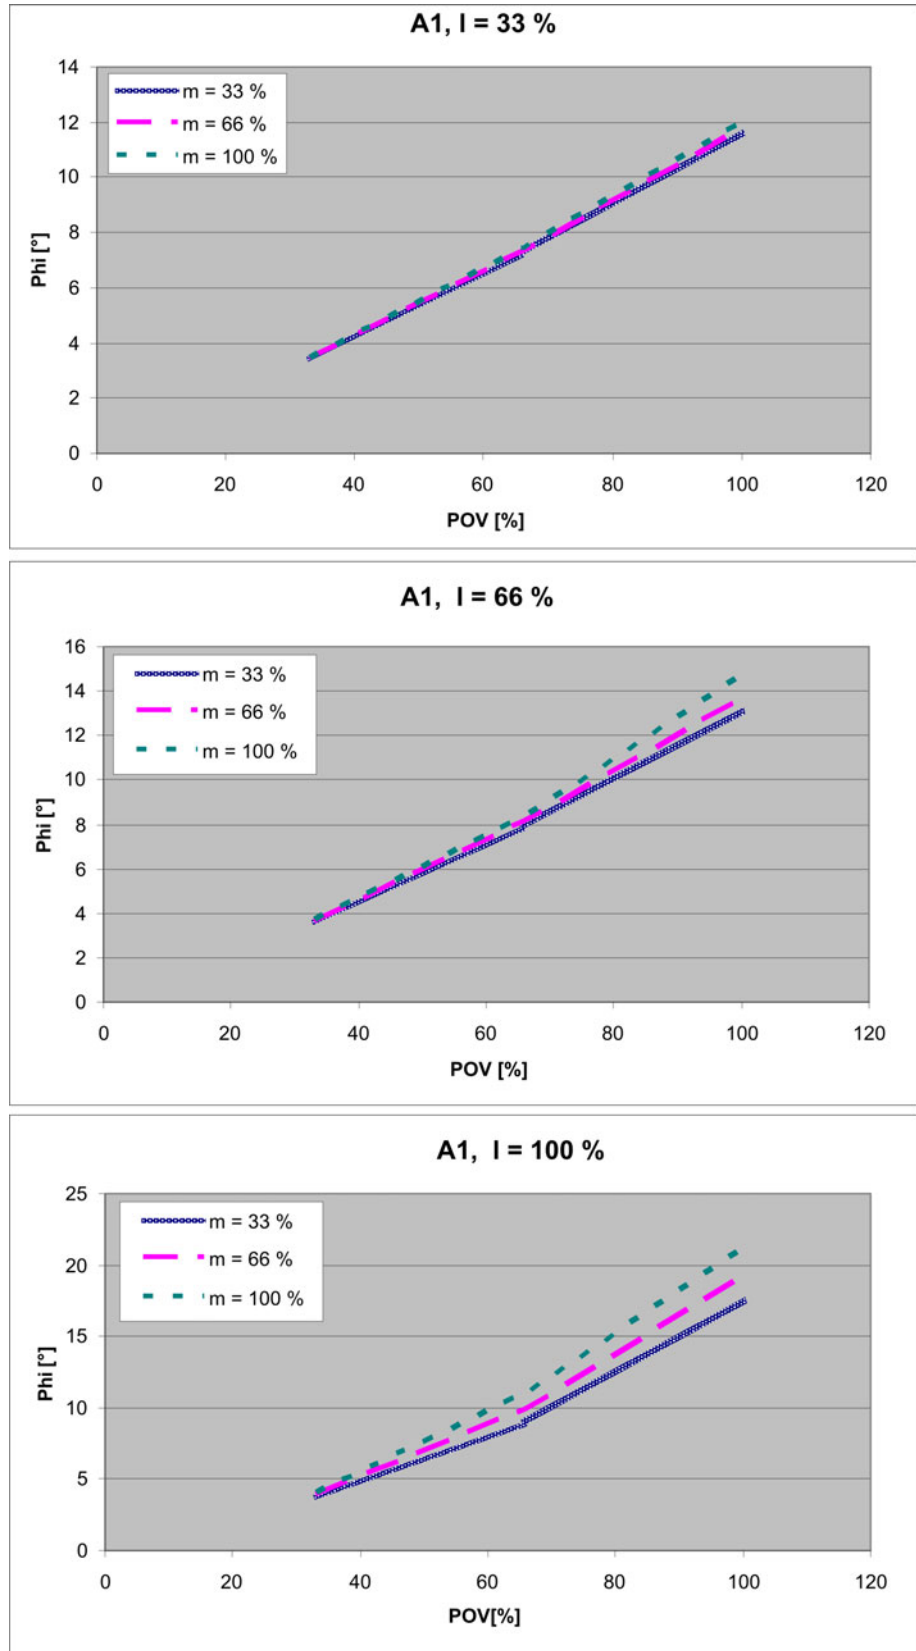 A1, l = 33 %
14
12
10
8
6
4
2
0
Phi [°]
m = 33 %
m = 66 %
m = 100 %
0 20 40 60 80 100 120
POV [%]
A1,  l = 66 %
16
14
12
10
8
6
4
2
0
Phi [°]
m = 33 %
m = 66 %
m = 100 %
0 20 40 60 80 100 120
POV [%]
A1,  l = 100 %
25
20
15
10
5
0
Phi [°]
m = 33 %
m = 66 %
m = 100 %
0 20 40 60 80 100 120
POV[%]